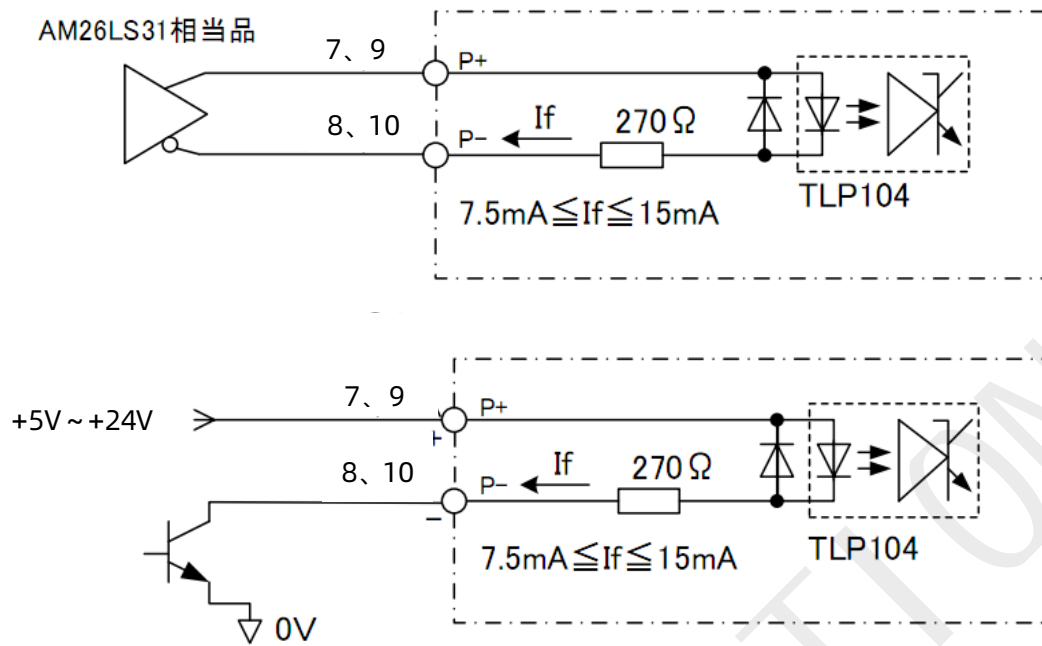 AM26LS31相当品
7、9
P+
8、10
P-
If
270Ω
TLP104
7.5mA≦If≦15mA
+5V~+24V
7、9
P+
+
8、10
P-
If
270Ω
−
TLP104
7.5mA≦If≦15mA
0V
TION